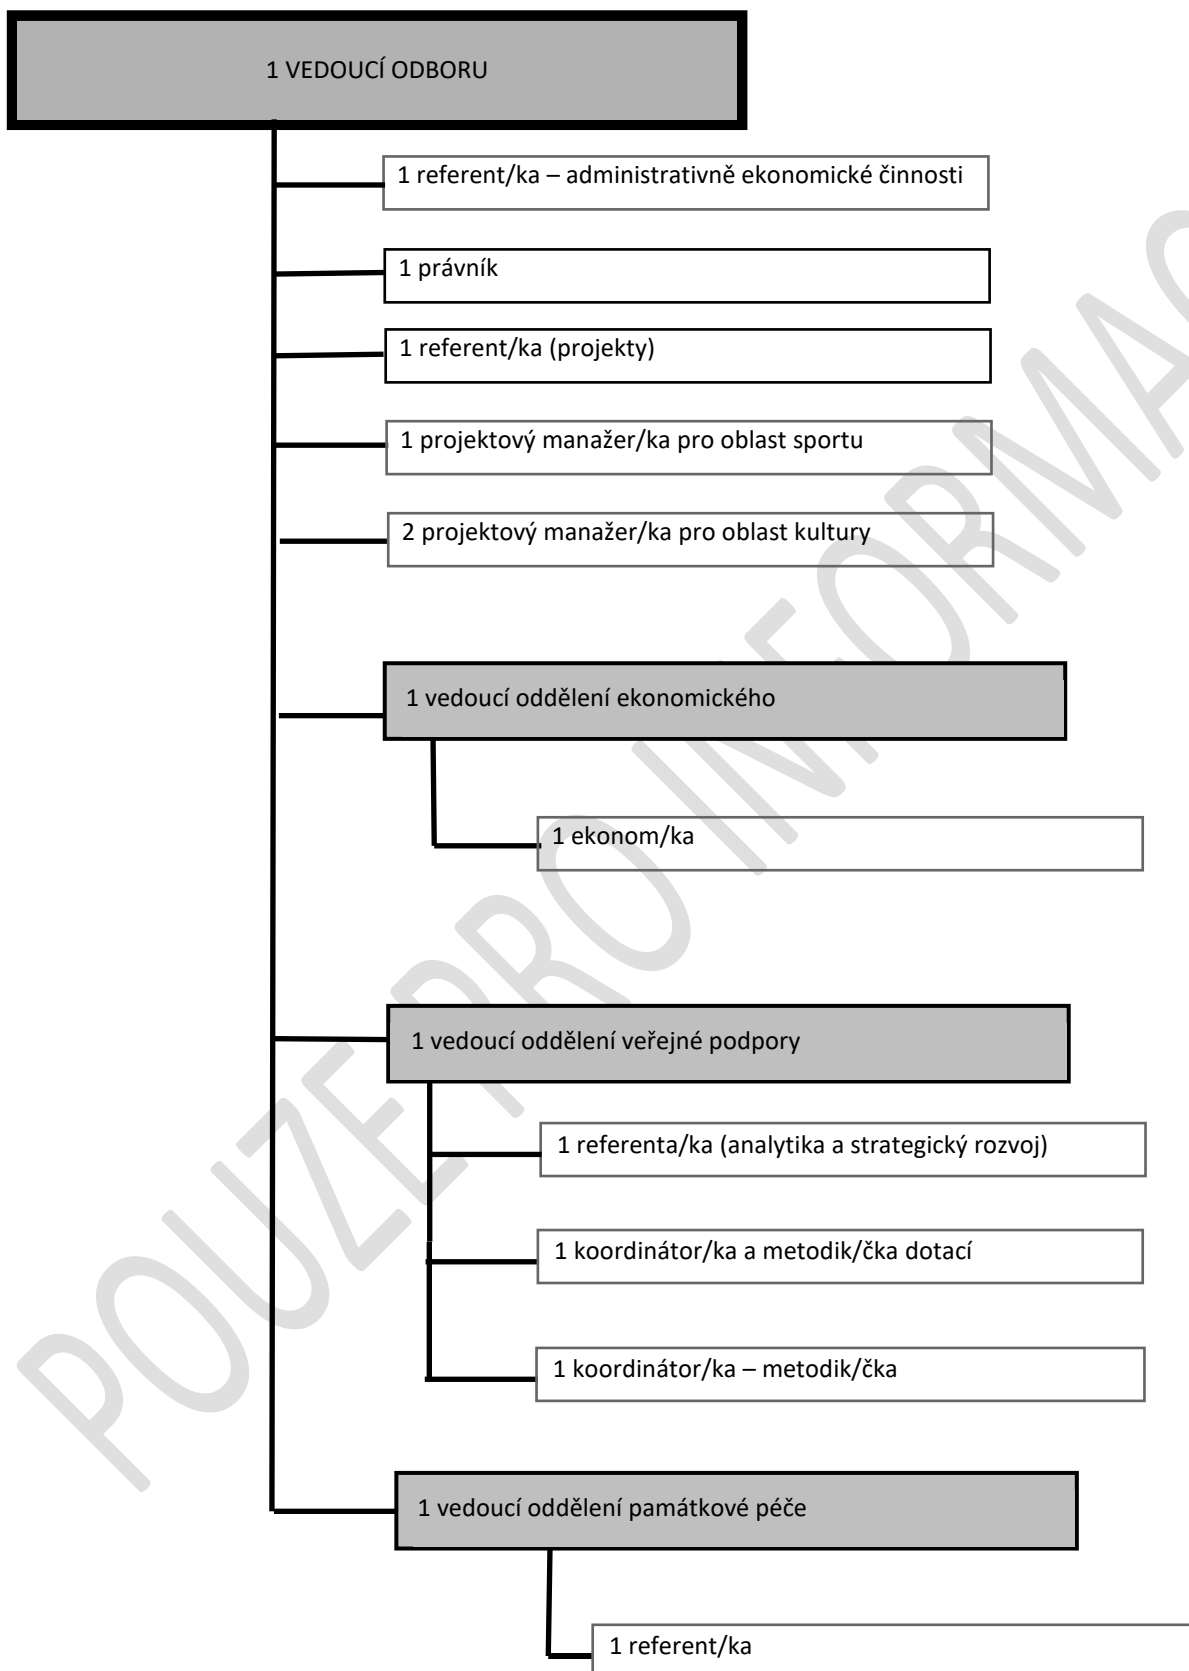 1 VEDOUCÍ ODBORU
1 referent/ka – administrativně ekonomické činnosti
1 právník
1 referent/ka (projekty)
1 projektový manažer/ka pro oblast sportu
2 projektový manažer/ka pro oblast kultury
1 vedoucí oddělení ekonomického
1 ekonom/ka
1 vedoucí oddělení veřejné podpory
1 referenta/ka (analytika a strategický rozvoj)
1 koordinátor/ka a metodik/čka dotací
1 koordinátor/ka – metodik/čka
1 vedoucí oddělení památkové péče
1 referent/ka
POUZE PRO INFORMAC